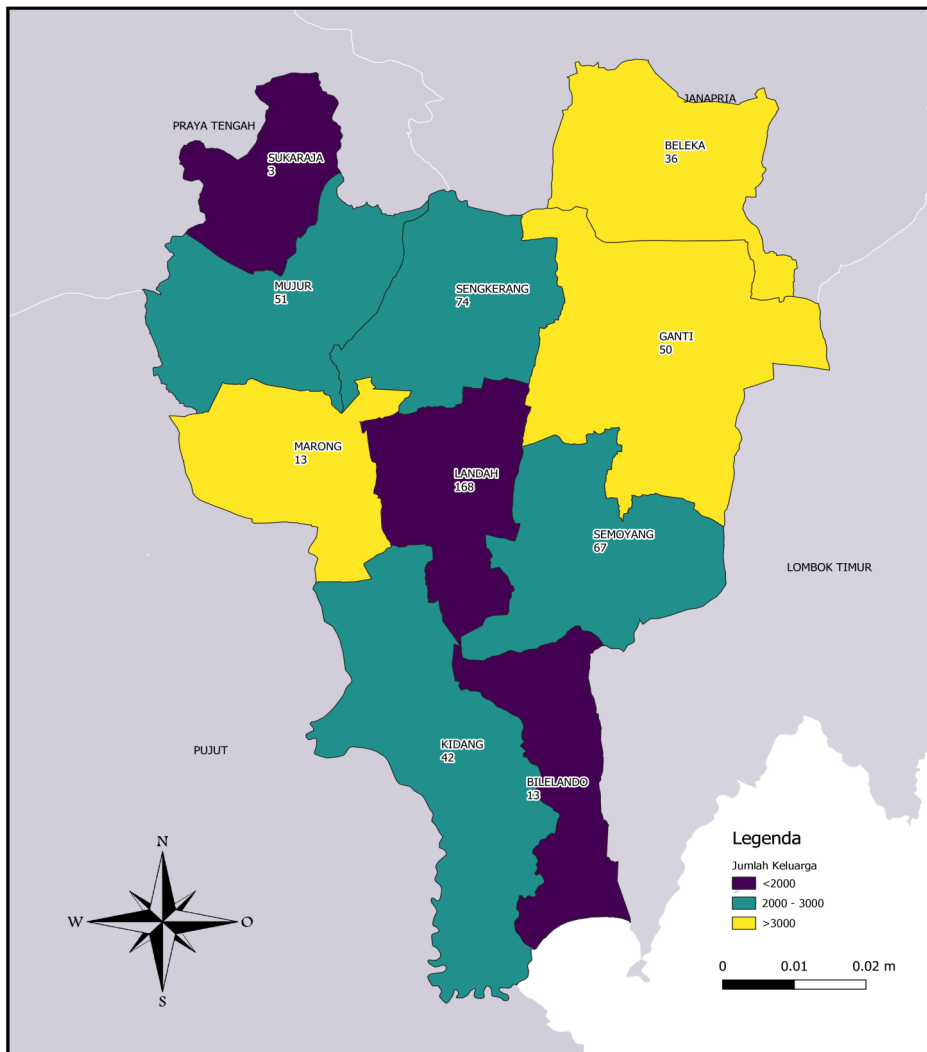 JANAPRIA
PRAYA TENGAH
BELEKA
36
SUKARAJA
3
MUJUR
51
SENGKERANG
74
GANTI
50
MARONG
13
LANDAH
168
SEMOYANG
67
LOMBOK TIMUR
PUJUT
KIDANG
42
BILELANDO
13
N
W
O
S
Legenda
Jumlah Keluarga
<2000
2000 - 3000
>3000
0 0.01 0.02 m